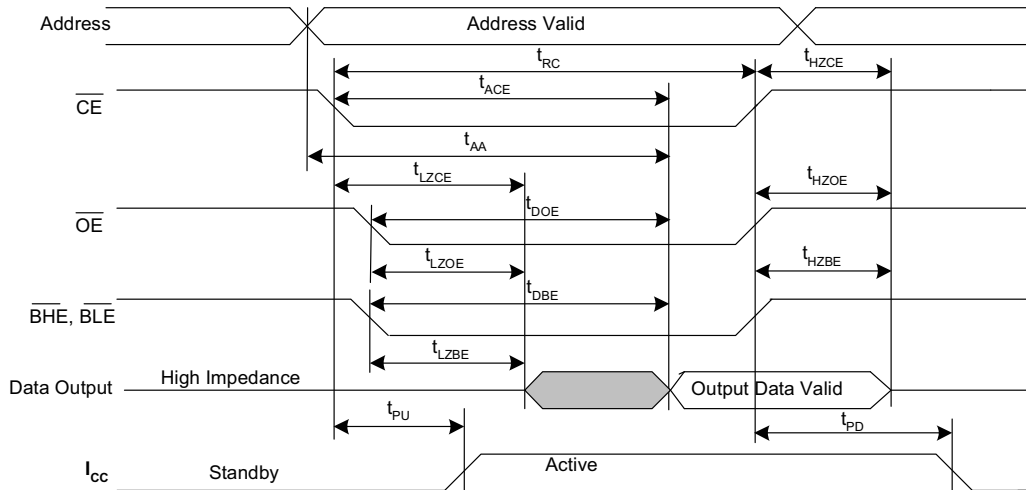 Address
Address Valid
tRC
tHZCE
tACE
CE
tAA
tLZCE
tHZOE
OE
tDOE
tLZOE
tHZBE
tDBE
BHE, BLE
tLZBE
Data Output
High Impedance
Output Data Valid
tPU
tPD
ICC
Standby
Active